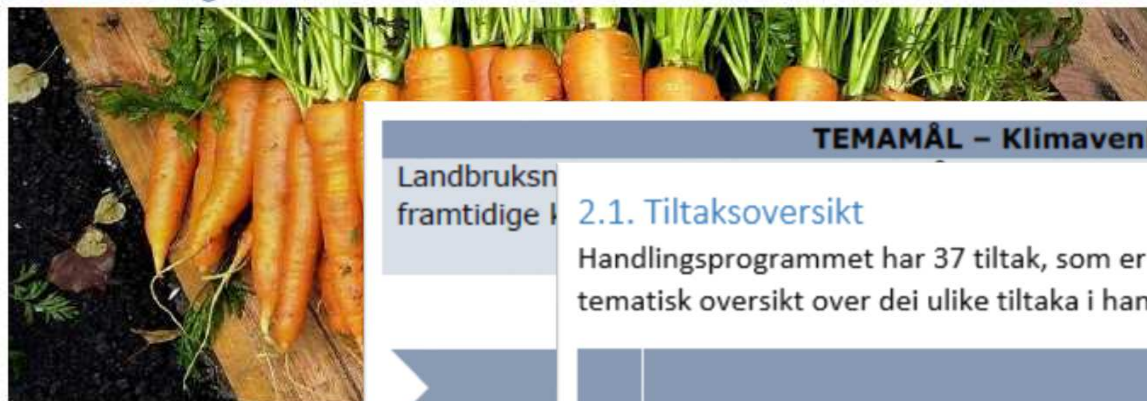 TEMAMÅL – Klimaven
Landbruksn
framtidige
2.1. Tiltaksoversikt
Handlingsprogrammet har 37 tiltak, som er
tematisk oversikt over dei ulike tiltaka i han